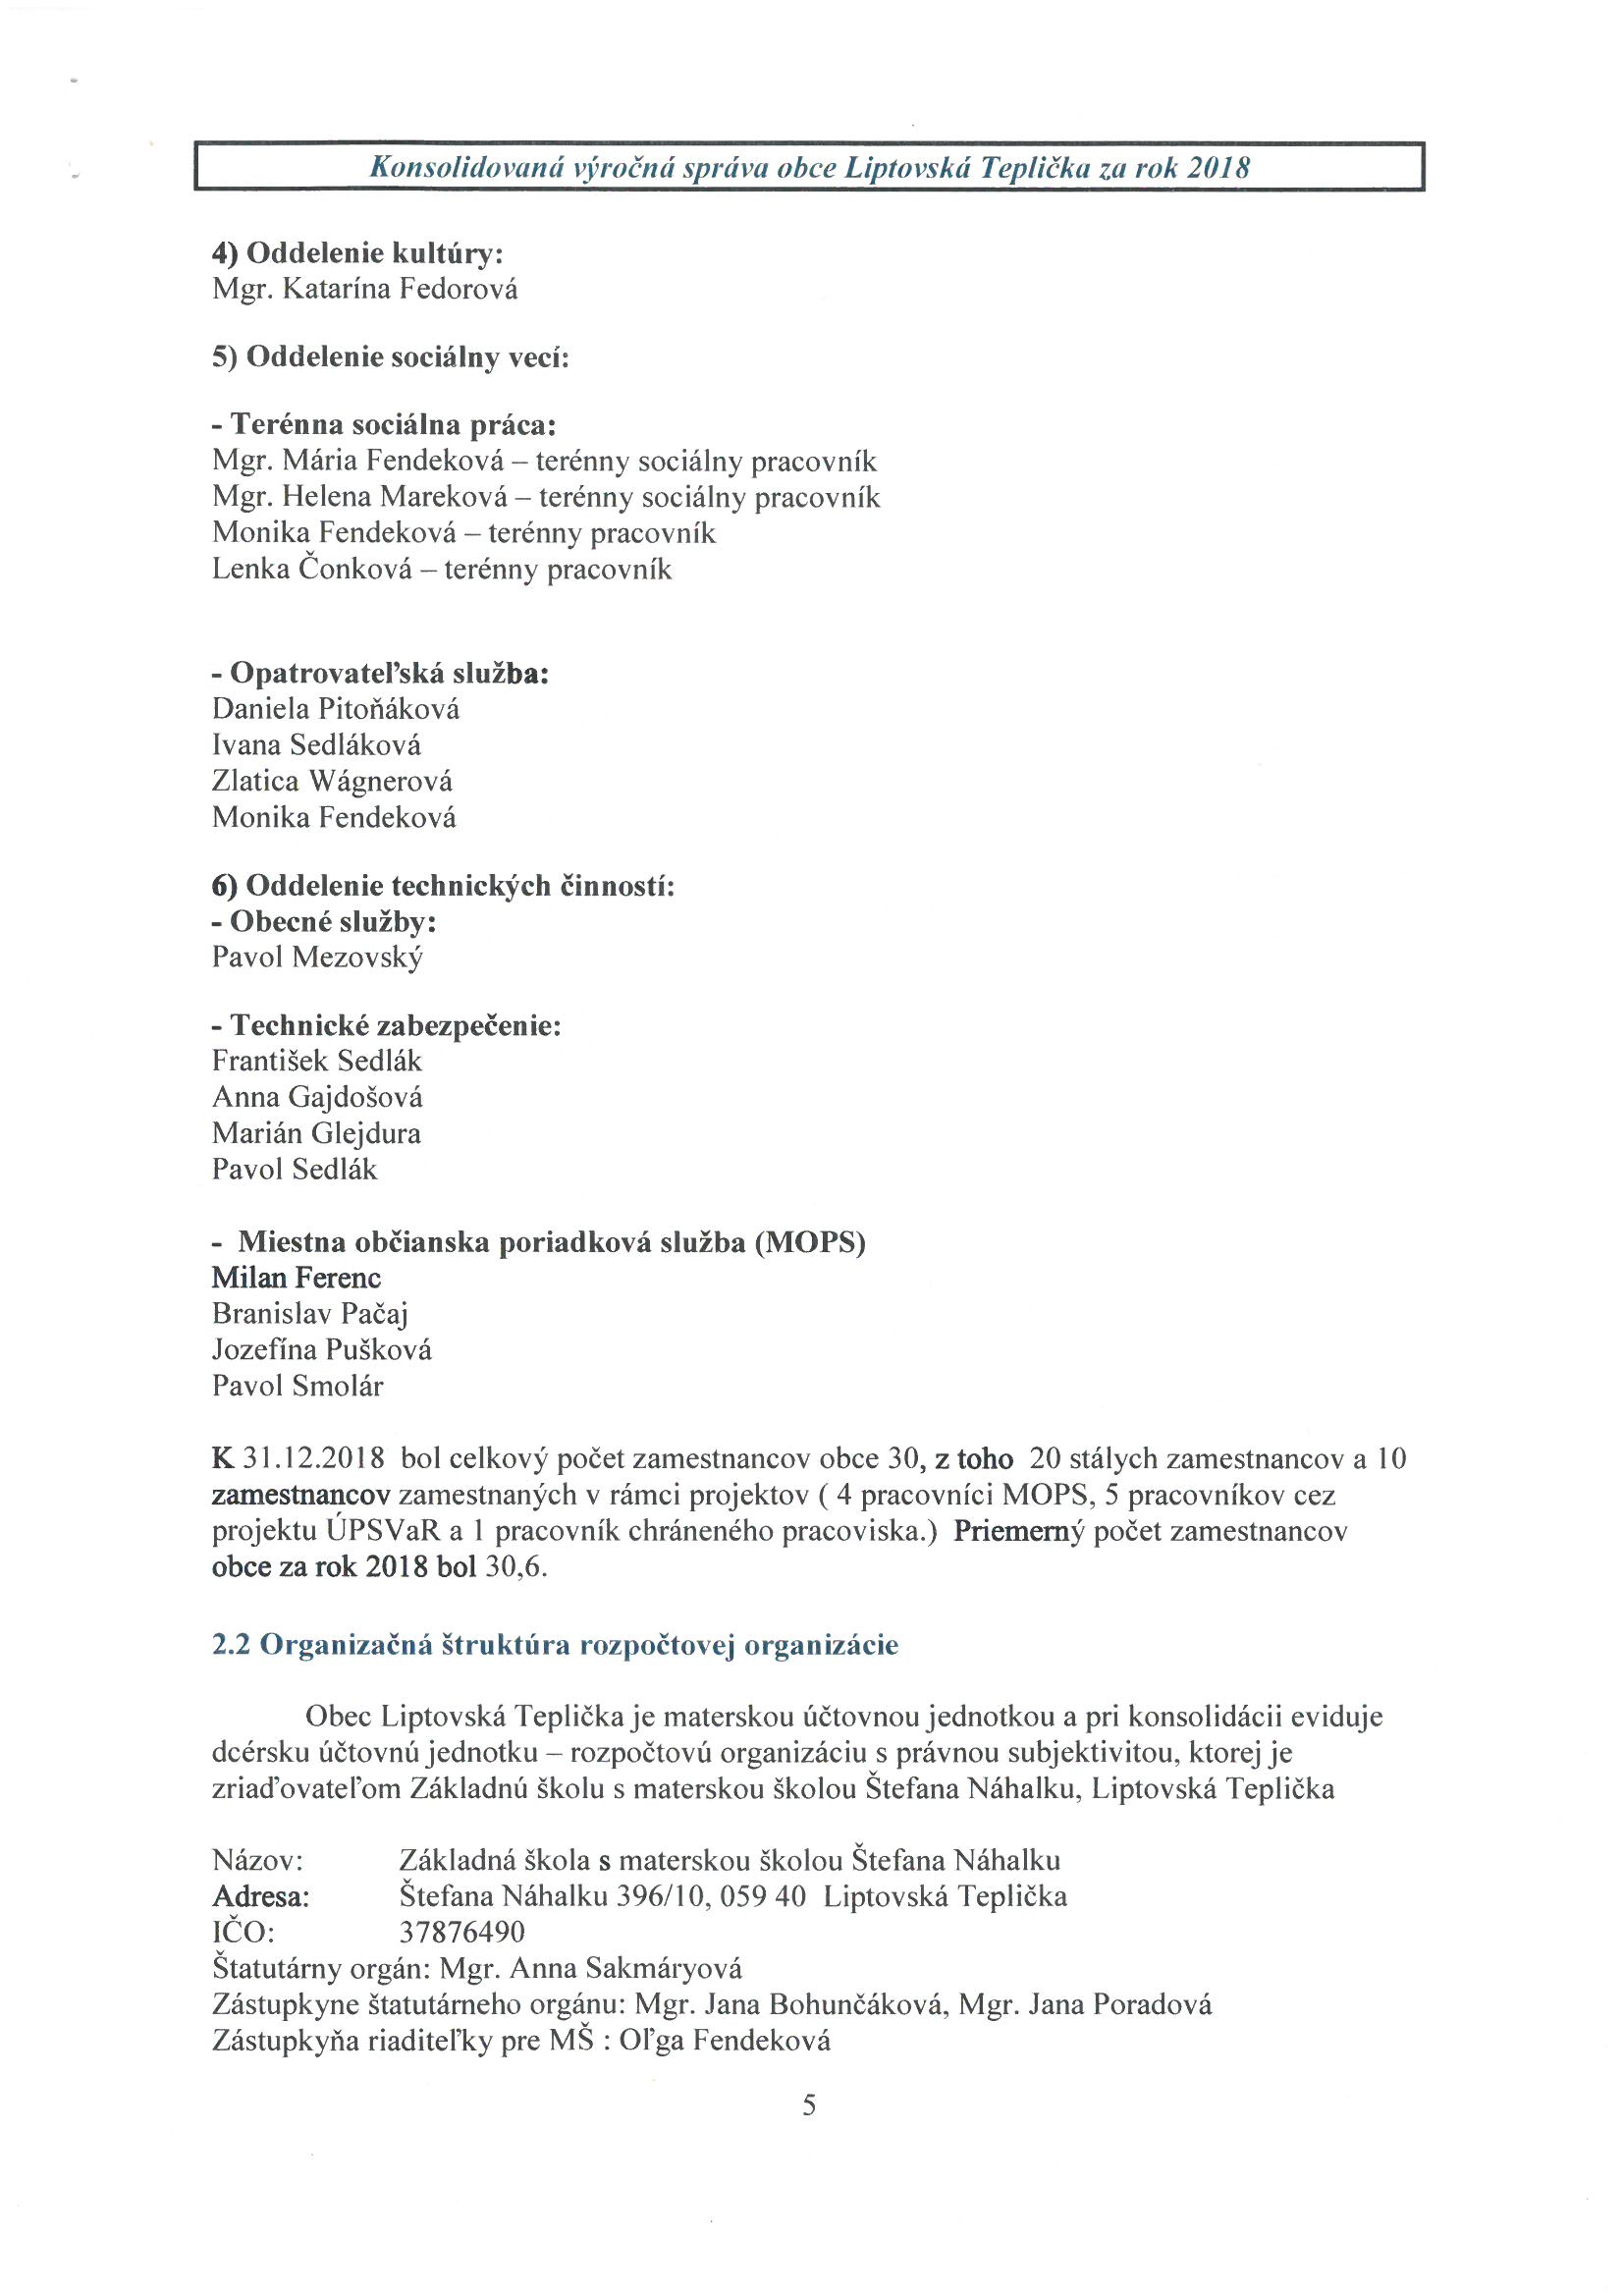 Konsolidovaná výročná správa obce Liptovská Teplička za rok 2018
4) Oddelenie kultúry:
Mgr. Katarína Fedorová
5) Oddelenie sociálny vecí:
- Terénna sociálna práca:
Mgr. Mária Fendeková – terénny sociálny pracovník
Mgr. Helena Mareková – terénny sociálny pracovník
Monika Fendeková – terénny pracovník
Lenka Čonková – terénny pracovník
- Opatrovateľská služba:
Daniela Pitoňáková
Ivana Sedláková
Zlatica Wágnerová
Monika Fendeková
6) Oddelenie technických činností:
- Obecné služby:
Pavol Mezovský
- Technické zabezpečenie:
František Sedlák
Anna Gajdošová
Marián Glejdura
Pavol Sedlák
- Miestna občianska poriadková služba (MOPS)
Milan Ferenc
Branislav Pačaj
Jozefína Pušková
Pavol Smolár
K 31.12.2018 bol celkový počet zamestnancov obce 30, z toho 20 stálych zamestnancov a 10
zamestnancov zamestnaných v rámci projektov ( 4 pracovníci MOPS, 5 pracovníkov cez
projektu ÚPSVaR a 1 pracovník chráneného pracoviska.) Priemerný počet zamestnancov
obce za rok 2018 bol 30,6.
2.2 Organizačná štruktúra rozpočtovej organizácie
Obec Liptovská Teplička je materskou účtovnou jednotkou a pri konsolidácii eviduje
dcérsku účtovnú jednotku – rozpočtovú organizáciu s právnou subjektivitou, ktorej je
zriaďovateľom Základnú školu s materskou školou Štefana Náhalku, Liptovská Teplička
Názov: Základná škola s materskou školou Štefana Náhalku
Adresa: Štefana Náhalku 396/10, 059 40 Liptovská Teplička
IČO: 37876490
Štatutárny orgán: Mgr. Anna Sakmáryová
Zástupkyne štatutárneho orgánu: Mgr. Jana Bohunčáková, Mgr. Jana Poradová
Zástupkyňa riaditeľky pre MŠ : Oľga Fendeková
5